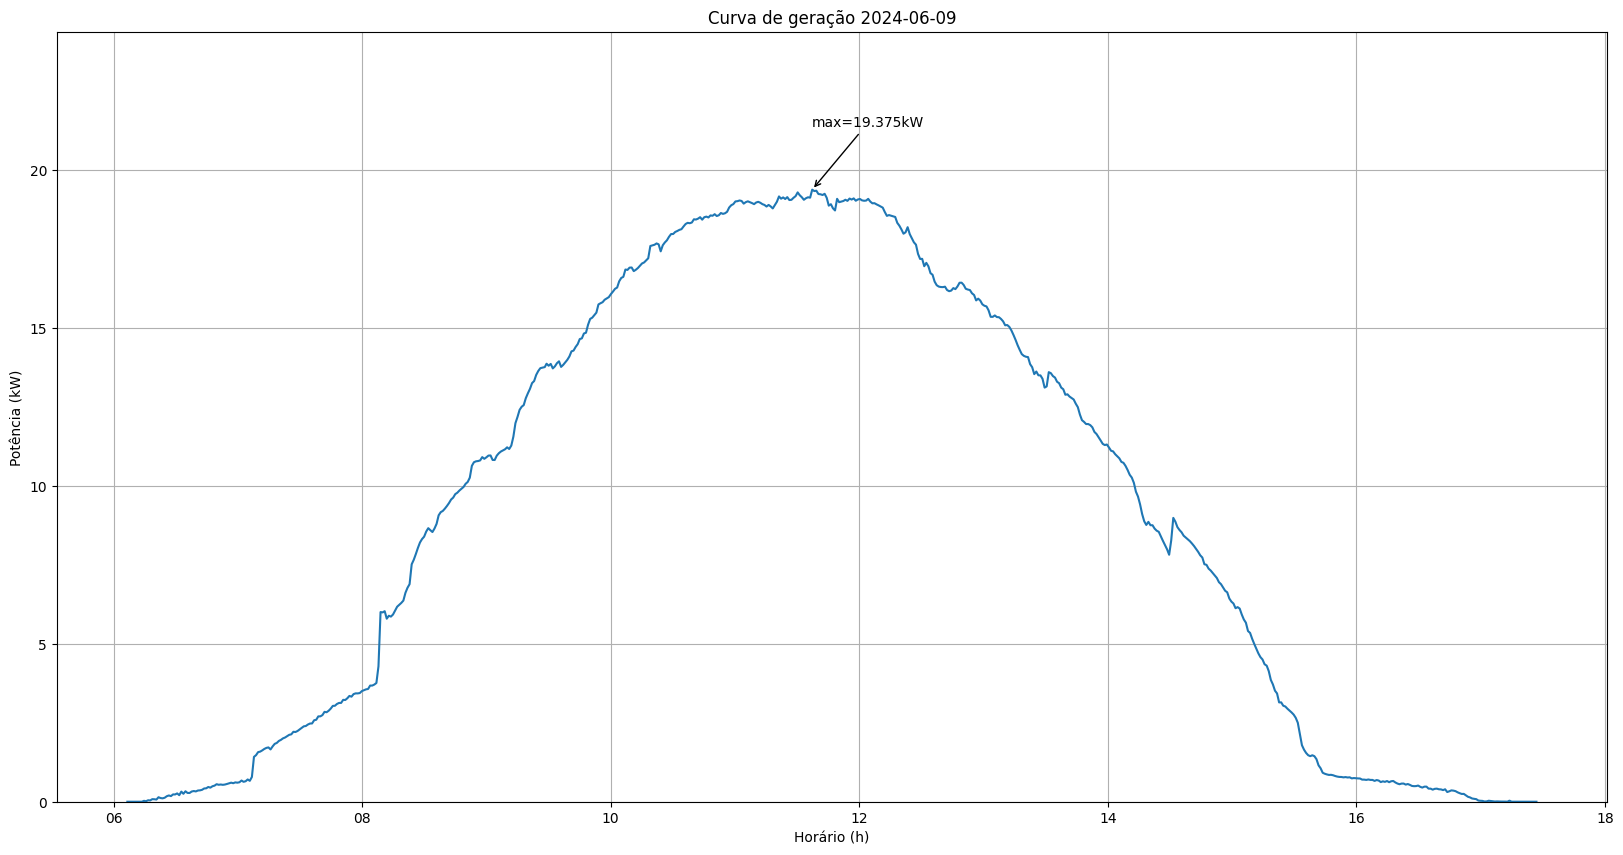 Curva de geração 2024-06-09
max=19.375kW
20
15
10
5
0
Potência (kW)
06 08 10 12 14 16 18
Horário (h)